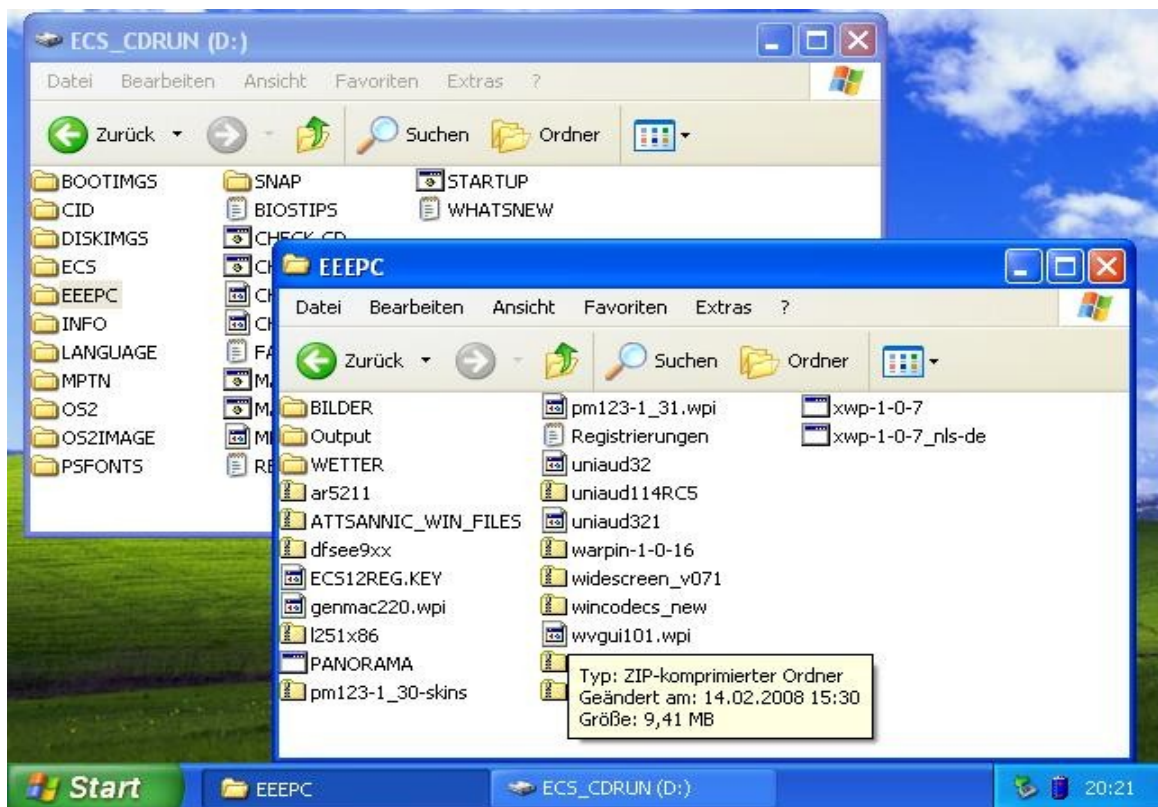 ECS_CDRUN (D:)
Datei Bearbeiten Ansicht Favoriten Extras ?
Zurück Suchen Ordner
BOOTIMGS SNAP STARTUP
CID BIOSTIPS WHATSNEW
DISKIMGS CHECK_CD
ECS
EEEPC
INFO
LANGUAGE
MPTN
OS2
OS2IMAGE
PSFONTS
EEEPC
Datei Bearbeiten Ansicht Favoriten Extras ?
Zurück Suchen Ordner
BILDER pm123-1_31.wpi xwp-1-0-7
Output Registrierungen xwp-1-0-7_nls-de
WETTER uniaud32
ar5211 uniaud114RC5
ATTSANNIC_WIN_FILES uniaud321
dfsee9xx warpin-1-0-16
ECS12REG.KEY widescreen_v071
genmac220.wpi wincodecs_new
l251x86 wvgui101.wpi
PANORAMA
pm123-1_30-skins
Typ: ZIP-komprimierter Ordner
Geändert am: 14.02.2008 15:30
Größe: 9,41 MB
Start EEEPC ECS_CDRUN (D:) 20:21